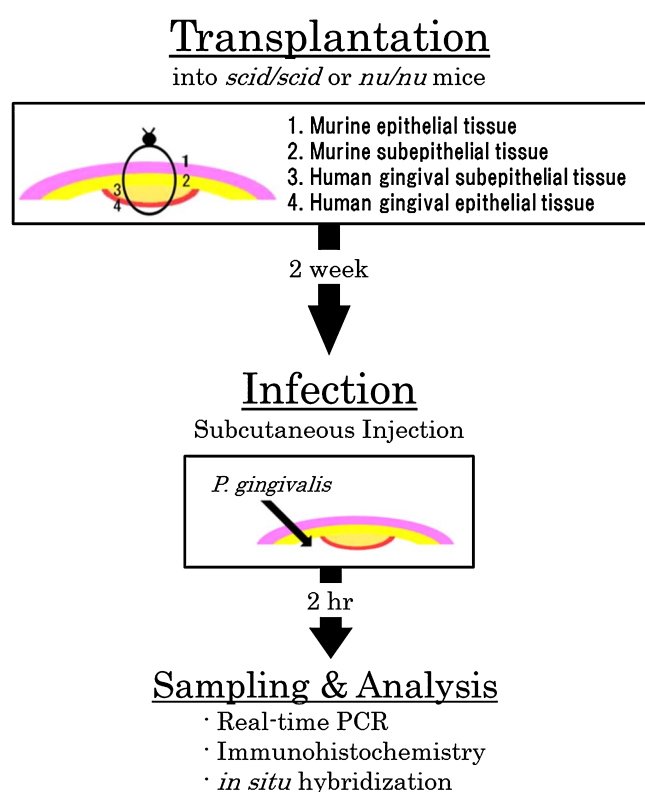 Transplantation
into scid/scid or nu/nu mice
1. Murine epithelial tissue
2. Murine subepithelial tissue
3. Human gingival subepithelial tissue
4. Human gingival epithelial tissue
1
2
3
4
2 week
Infection
Subcutaneous Injection
P. gingivalis
2 hr
Sampling & Analysis
· Real-time PCR
· Immunohistochemistry
· in situ hybridization